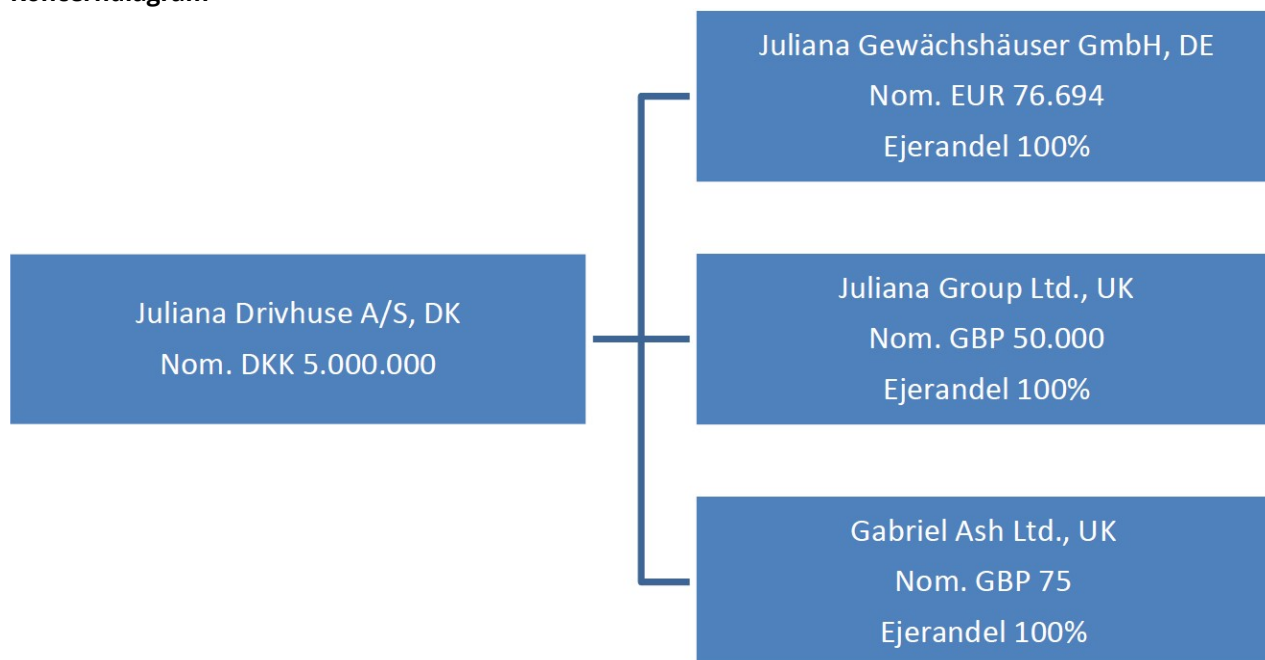 Koncerndiagram
Juliana Gewächshäuser GmbH, DE
Nom. EUR 76.694
Ejerandel 100%
Juliana Drivhuse A/S, DK
Nom. DKK 5.000.000
Juliana Group Ltd., UK
Nom. GBP 50.000
Ejerandel 100%
Gabriel Ash Ltd., UK
Nom. GBP 75
Ejerandel 100%